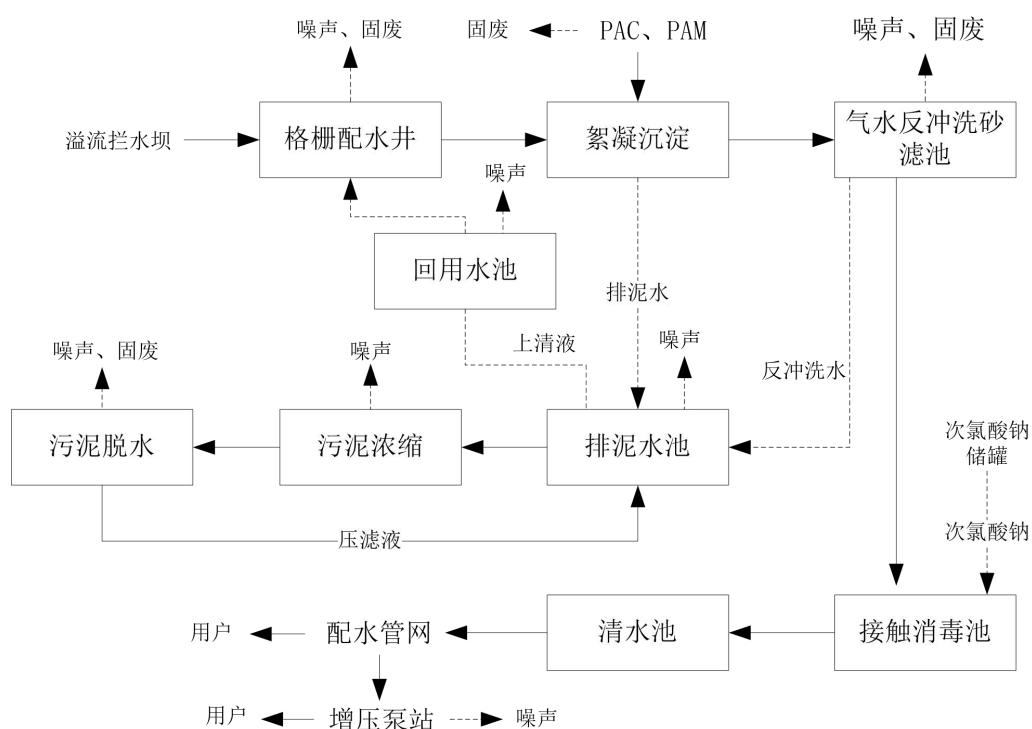 噪声、固废
固废
PAC、PAM
噪声、固废
溢流拦水坝
格栅配水井
絮凝沉淀
气水反冲洗砂
滤池
噪声
回用水池
排泥水
噪声、固废
噪声
上清液
噪声
反冲洗水
污泥脱水
污泥浓缩
排泥水池
次氯酸钠
储罐
压滤液
次氯酸钠
用户
配水管网
清水池
接触消毒池
用户
增压泵站
噪声